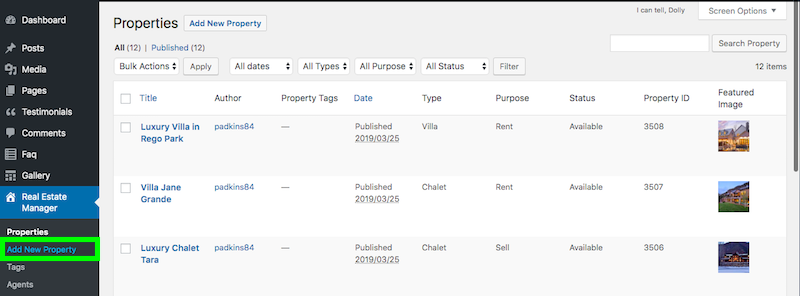 Dashboard
Posts
Media
Pages
Testimonials
Comments
Faq
Gallery
Real Estate
Manager
Properties
Add New Property
Tags
Agents
I can tell, Dolly
Screen Options
Properties Add New Property
All (12) | Published (12)
Search Property
Bulk Actions Apply All dates All Types All Purpose All Status Filter 12 items
Title Author Property Tags Date Type Purpose Status Property ID Featured
Image
Luxury Villa in padkins84 — Published Villa Rent Available 3508
Rego Park 2019/03/25
Villa Jane padkins84 — Published Chalet Rent Available 3507
Grande 2019/03/25
Luxury Chalet padkins84 — Published Chalet Sell Available 3506
Tara 2019/03/25